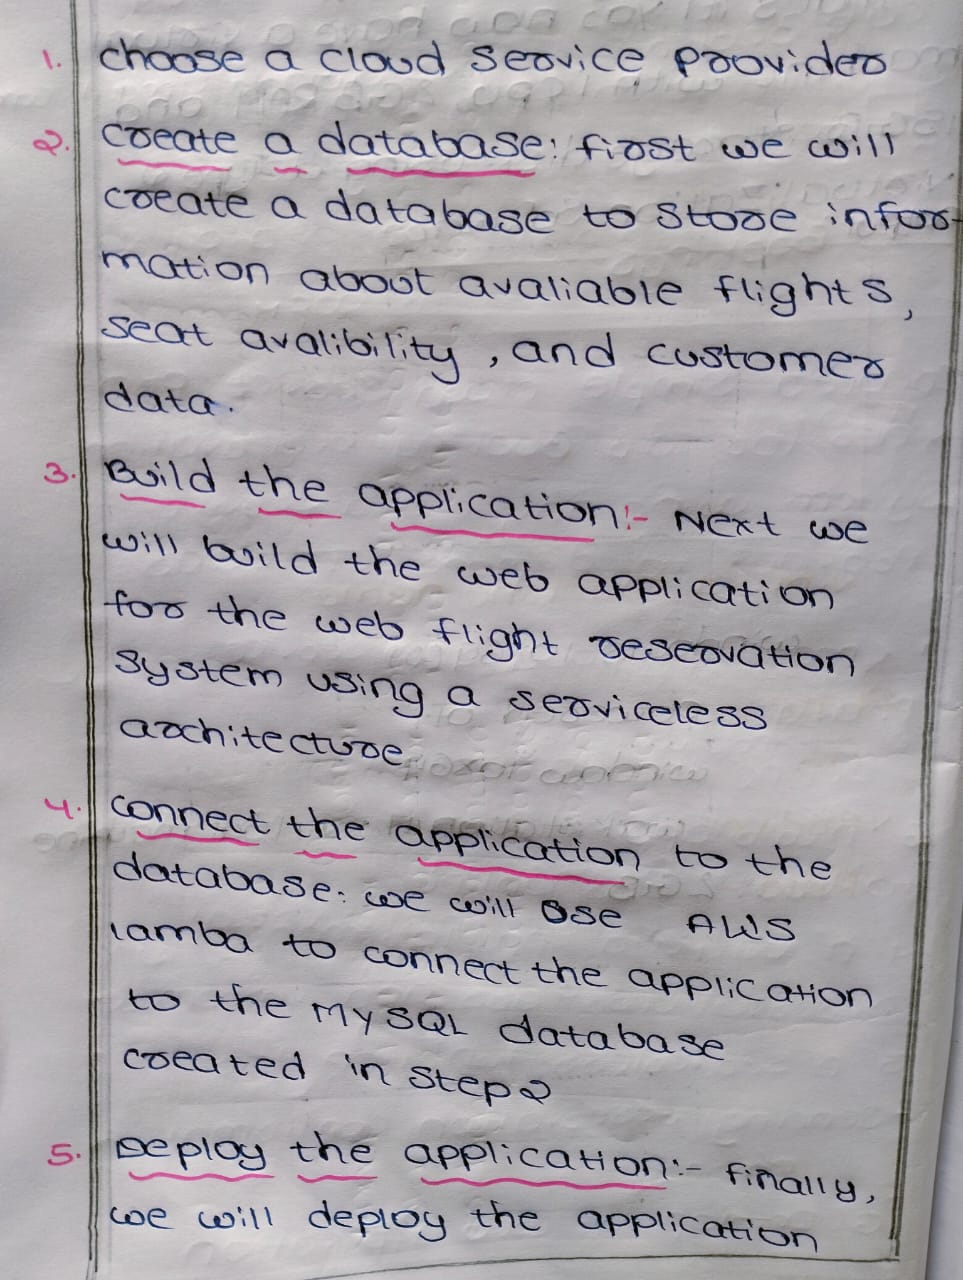 1. choose a cloud service provider
2. create a database: first we will
create a database to store infor-
mation about avaliable flights,
seat avalibility, and customer
data.
3. Build the application:- Next we
will build the web application
for the web flight reservation
system using a serviceless
architecture
4. connect the application to the
database: we will use AWS
lamba to connect the application
to the MySQL database
created in step 2
5. Deploy the application:- finally,
we will deploy the application